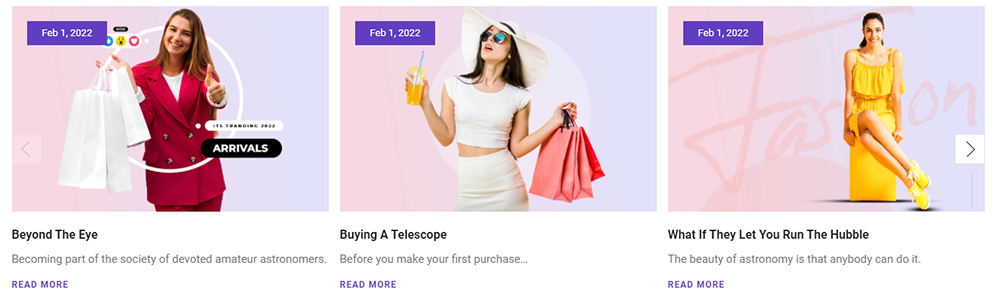 Feb 1, 2022
WOW
ITS TRANDING 2022
ARRIVALS
Beyond The Eye
Becoming part of the society of devoted amateur astronomers.
READ MORE
Feb 1, 2022
Buying A Telescope
Before you make your first purchase…
READ MORE
Feb 1, 2022
Fashion
What If They Let You Run The Hubble
The beauty of astronomy is that anybody can do it.
READ MORE